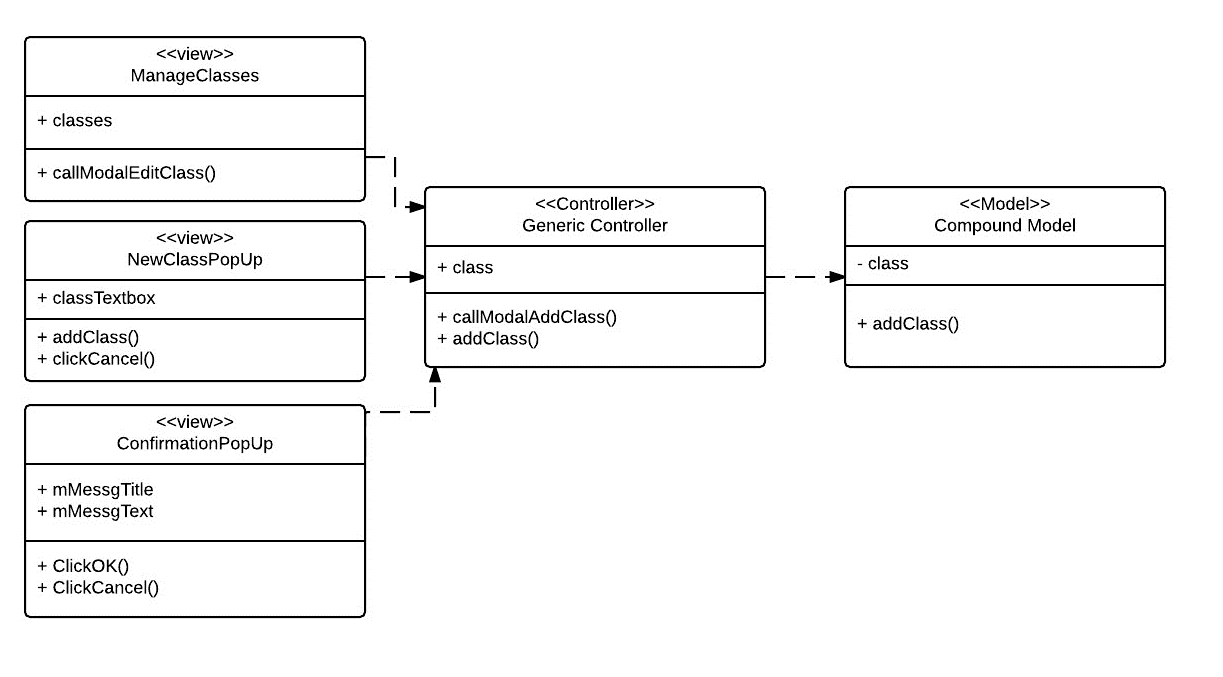 <<view>>
ManageClasses
+ classes
+ callModalEditClass()
<<view>>
NewClassPopUp
+ classTextbox
+ addClass()
+ clickCancel()
<<view>>
ConfirmationPopUp
+ mMessgTitle
+ mMessgText
+ ClickOK()
+ ClickCancel()
<<Controller>>
Generic Controller
+ class
+ callModalAddClass()
+ addClass()
<<Model>>
Compound Model
- class
+ addClass()